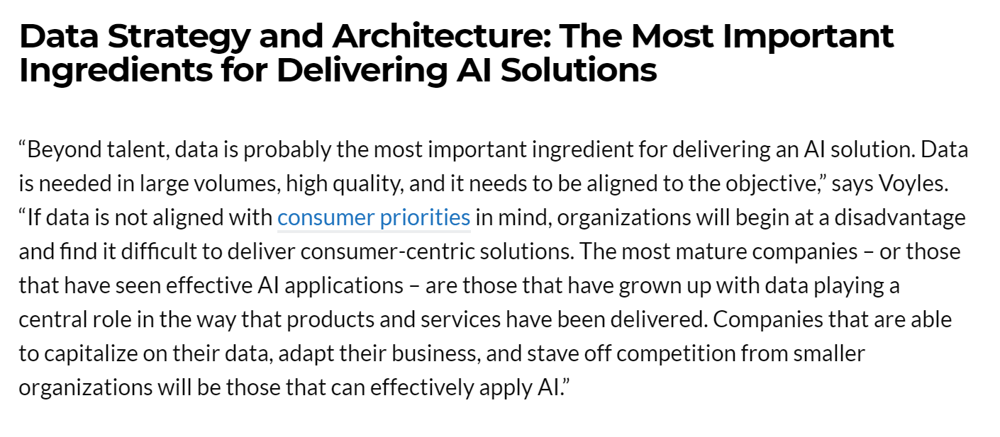 Data Strategy and Architecture: The Most Important
Ingredients for Delivering AI Solutions
“Beyond talent, data is probably the most important ingredient for delivering an AI solution. Data
is needed in large volumes, high quality, and it needs to be aligned to the objective,” says Voyles.
“If data is not aligned with consumer priorities in mind, organizations will begin at a disadvantage
and find it difficult to deliver consumer-centric solutions. The most mature companies – or those
that have seen effective AI applications – are those that have grown up with data playing a
central role in the way that products and services have been delivered. Companies that are able
to capitalize on their data, adapt their business, and stave off competition from smaller
organizations will be those that can effectively apply AI.”